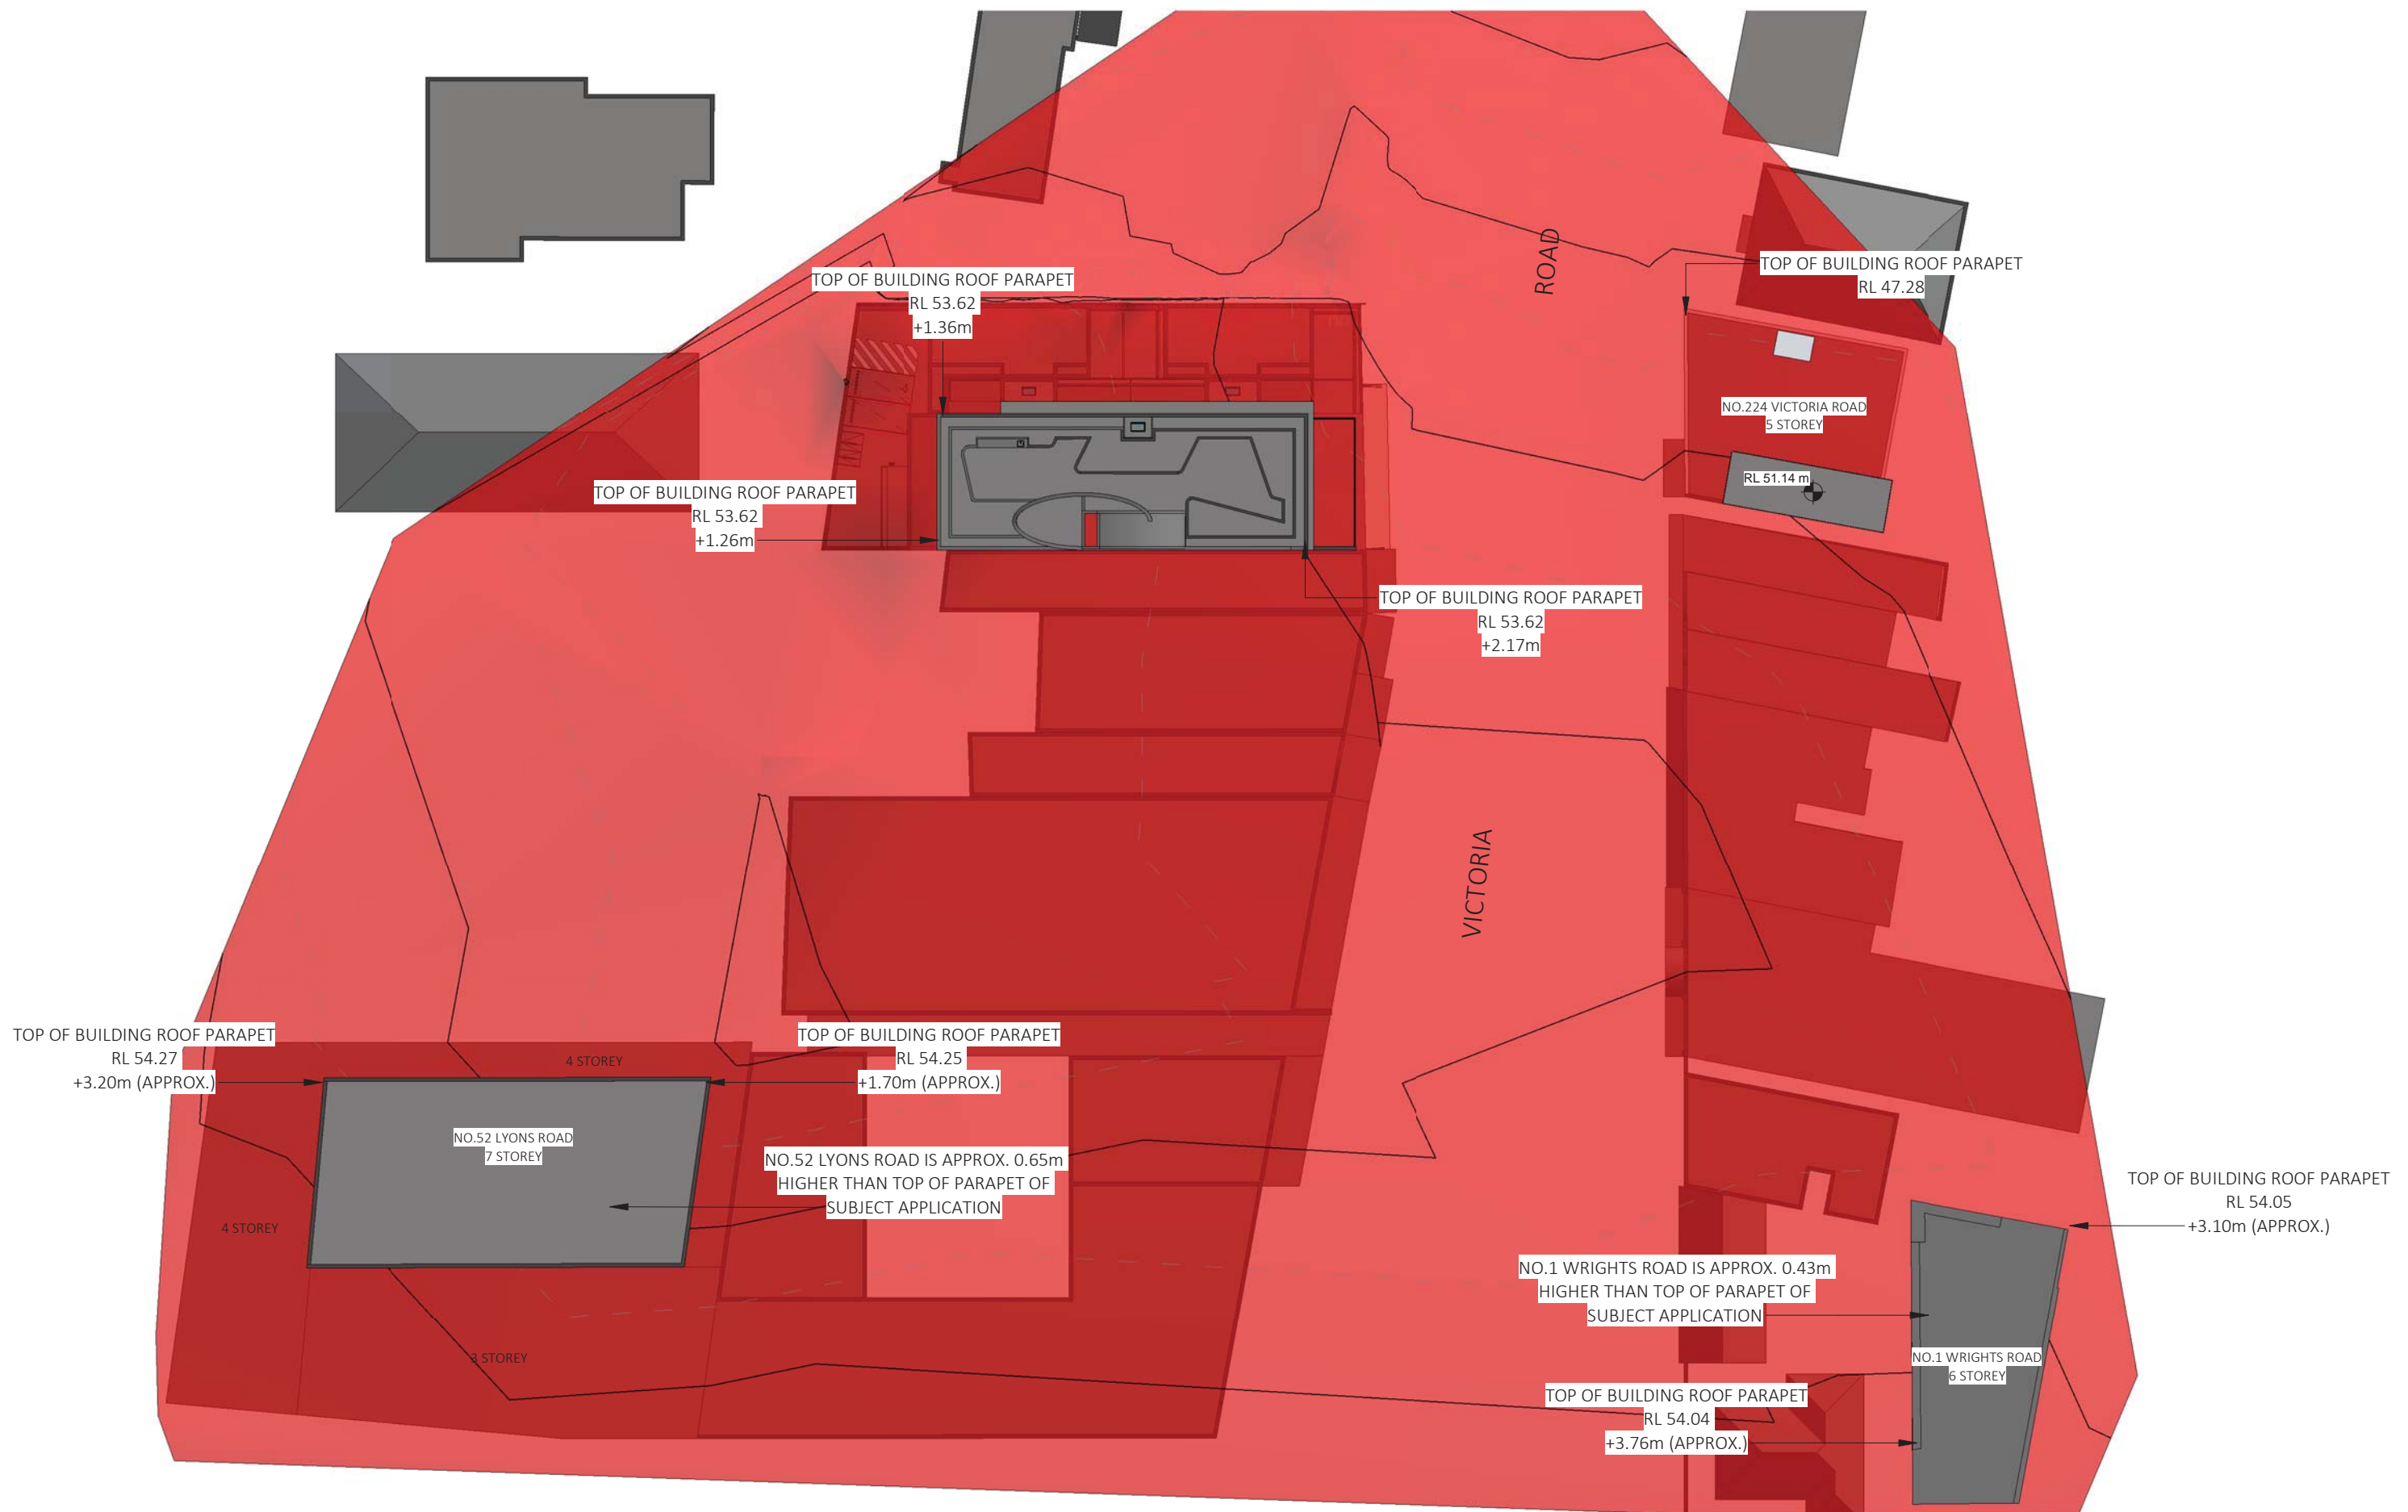 ROAD
TOP OF BUILDING ROOF PARAPET
RL 47.28
TOP OF BUILDING ROOF PARAPET
RL 53.62
+1.36m
NO.224 VICTORIA ROAD
5 STOREY
RL 51.14 m
TOP OF BUILDING ROOF PARAPET
RL 53.62
+1.26m
TOP OF BUILDING ROOF PARAPET
RL 53.62
+2.17m
VICTORIA
TOP OF BUILDING ROOF PARAPET
RL 54.27
+3.20m (APPROX.)
4 STOREY
TOP OF BUILDING ROOF PARAPET
RL 54.25
+1.70m (APPROX.)
NO.52 LYONS ROAD
7 STOREY
NO.52 LYONS ROAD IS APPROX. 0.65m
HIGHER THAN TOP OF PARAPET OF
SUBJECT APPLICATION
4 STOREY
TOP OF BUILDING ROOF PARAPET
RL 54.05
+3.10m (APPROX.)
NO.1 WRIGHTS ROAD IS APPROX. 0.43m
HIGHER THAN TOP OF PARAPET OF
SUBJECT APPLICATION
3 STOREY
NO.1 WRIGHTS ROAD
6 STOREY
TOP OF BUILDING ROOF PARAPET
RL 54.04
+3.76m (APPROX.)